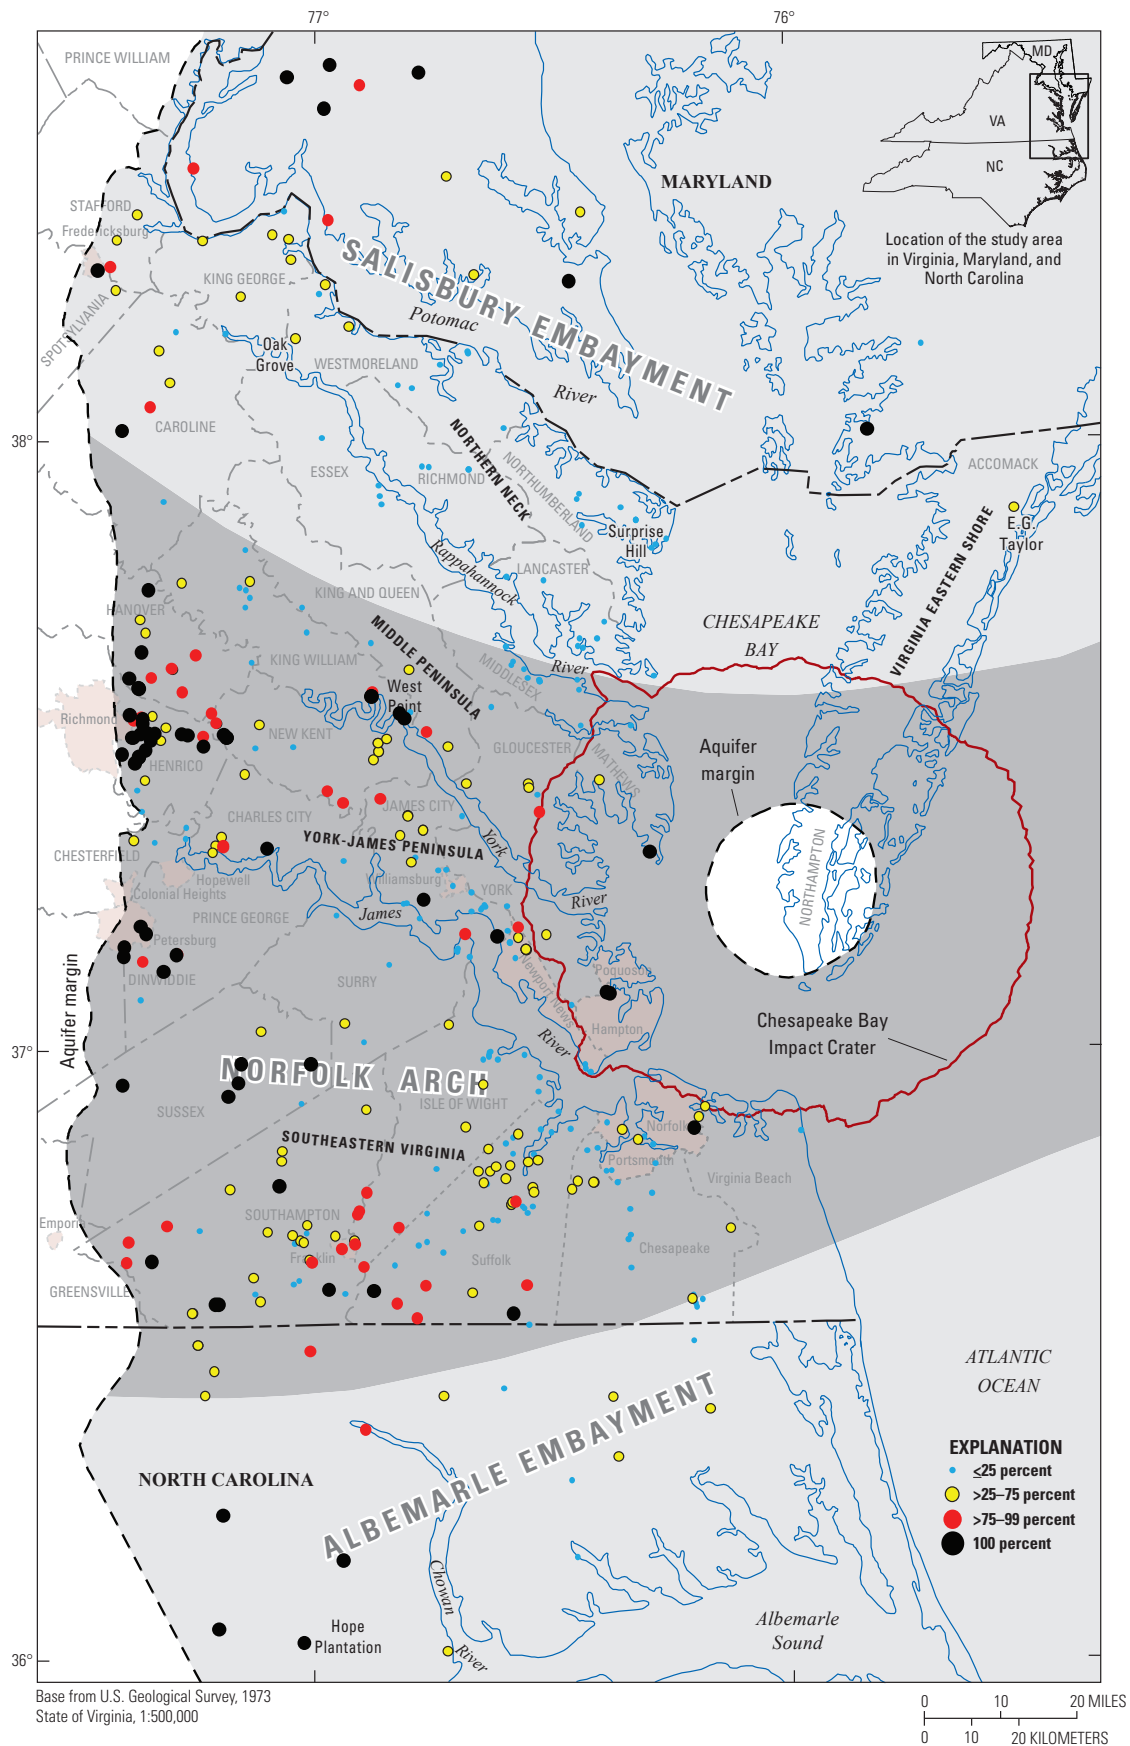 77°
76°
PRINCE WILLIAM
MD
VA
NC
MARYLAND
STAFFORD
Fredericksburg
Location of the study area
in Virginia, Maryland, and
North Carolina
KING GEORGE
SALISBURY EMBAYMENT
SPOTSYLVANIA
Potomac
River
Oak
Grove
WESTMORELAND
CAROLINE
38°
NORTHERN NECK
ESSEX
RICHMOND
NORTHUMBERLAND
ACCOMACK
E.G.
Taylor
Surprise
Hill
Rappahannock
River
LANCASTER
KING AND QUEEN
HANOVER
CHESAPEAKE
BAY
VIRGINIA EASTERN SHORE
MIDDLE PENINSULA
KING WILLIAM
MIDDLESEX
West
Point
Richmond
NEW KENT
GLOUCESTER
MATHEWS
Aquifer
margin
HENRICO
CHARLES CITY
JAMES CITY
YORK-JAMES PENINSULA
York
River
NORTHAMPTON
CHESTERFIELD
Hopewell
Colonial Heights
Williamsburg
YORK
PRINCE GEORGE
James
River
Petersburg
DINWIDDIE
SURRY
Newport News
Poquoson
Hampton
Aquifer margin
Chesapeake Bay
Impact Crater
37°
NORFOLK ARCH
SUSSEX
ISLE OF WIGHT
SOUTHEASTERN VIRGINIA
Norfolk
Portsmouth
Virginia Beach
Emporia
SOUTHAMPTON
Franklin
Suffolk
Chesapeake
GREENSVILLE
ATLANTIC
OCEAN
ALBEMARLE EMBAYMENT
NORTH CAROLINA
EXPLANATION
≤25 percent
>25–75 percent
>75–99 percent
100 percent
Chowan
River
Hope
Plantation
Albemarle
Sound
36°
Base from U.S. Geological Survey, 1973
State of Virginia, 1:500,000
0 10 20 MILES
0 10 20 KILOMETERS